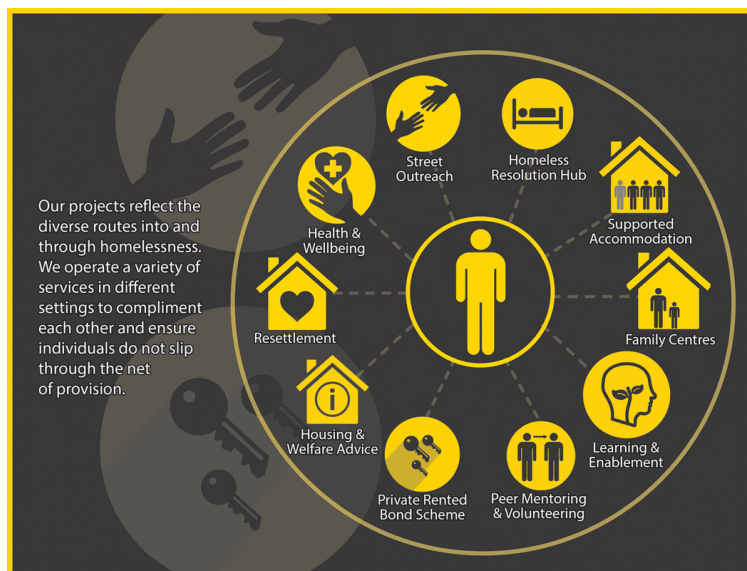 Our projects reflect the
diverse routes into and
through homelessness.
We operate a variety of
services in different
settings to compliment
each other and ensure
individuals do not slip
through the net
of provision.
Street
Outreach
Homeless
Resolution Hub
Supported
Accommodation
Family Centres
Learning &
Enablement
Peer Mentoring
& Volunteering
Private Rented
Bond Scheme
Housing &
Welfare Advice
Resettlement
Health &
Wellbeing